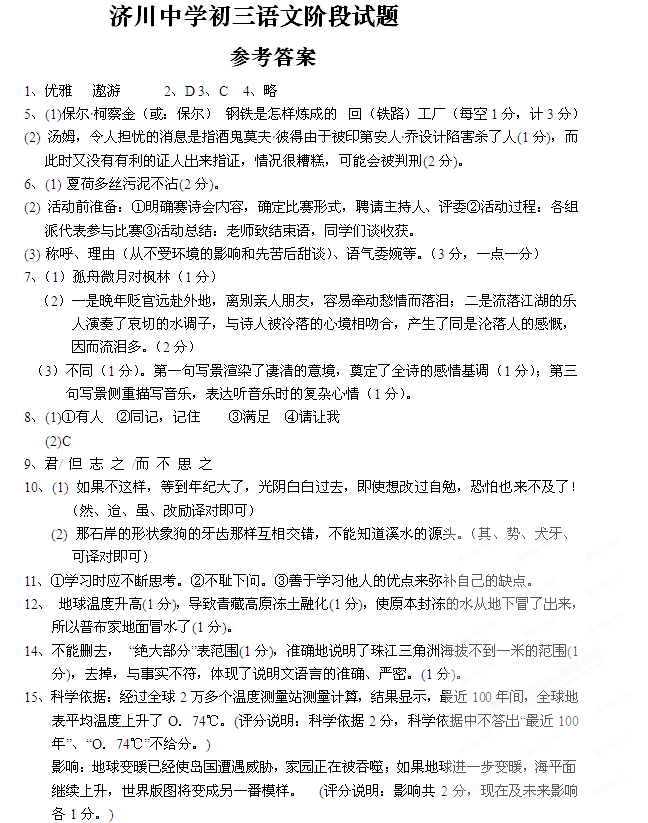 济川中学初三语文阶段试题
参考答案
1、优雅 遨游 2、D 3、C 4、略
5、(1)保尔·柯察金（或：保尔） 钢铁是怎样炼成的 回（铁路）工厂（每空1分，计3分）
(2) 汤姆，令人担忧的消息是指酒鬼莫夫·彼得由于被印第安人·乔设计陷害杀了人(1分)，而
此时又没有有利的证人出来指证，情况很糟糕，可能会被判刑(2分)。
6、(1) 夏荷多丝污泥不沾(2分)。
(2) 活动前准备：①明确赛诗会内容，确定比赛形式，聘请主持人、评委②活动过程：各组
派代表参与比赛③活动总结：老师致结束语，同学们谈收获。
(3) 称呼、理由（从不受环境的影响和先苦后甜谈）、语气委婉等。（3分，一点一分）
7、（1）孤舟微月对枫林（1分）
（2）一是晚年贬官远赴外地，离别亲人朋友，容易牵动愁情而落泪；二是流落江湖的乐
人演奏了哀切的水调子，与诗人被冷落的心境相吻合，产生了同是沦落人的感慨，
因而流泪多。（2分）
（3）不同（1分）。第一句写景渲染了凄清的意境，奠定了全诗的感情基调（1分）；第三
句写景侧重描写音乐，表达听音乐时的复杂心情（1分）。
8、(1)①有人 ②同记，记住 ③满足 ④请让我
(2)C
9、君/ 但 志 之 /而 不 思 之
10、(1) 如果不这样，等到年纪大了，光阴白白过去，即使想改过自勉，恐怕也来不及了！
（然、迨、虽、改励译对即可）
(2) 那石岸的形状象狗的牙齿那样互相交错，不能知道溪水的源头。（其、势、犬牙、
可译对即可）
11、①学习时应不断思考。②不耻下问。③善于学习他人的优点来弥补自己的缺点。
12、 地球温度升高(1分)，导致青藏高原冻土融化(1分)，使原本封冻的水从地下冒了出来，
所以普布家地面冒水了(1分)。
14、不能删去， “绝大部分”表范围(1分)，准确地说明了珠江三角洲海拔不到一米的范围(1
分)，去掉，与事实不符，体现了说明文语言的准确、严密。(1分)。
15、科学依据：经过全球2万多个温度测量站测量计算，结果显示，最近100年间，全球地
表平均温度上升了O．74℃。(评分说明：科学依据2分，科学依据中不答出“最近100
年”、“O．74℃”不给分。)
影响：地球变暖已经使岛国遭遇威胁，家园正在被吞噬；如果地球进一步变暖，海平面
继续上升，世界版图将变成另一番模样。 (评分说明：影响共2分，现在及未来影响
各1分。)